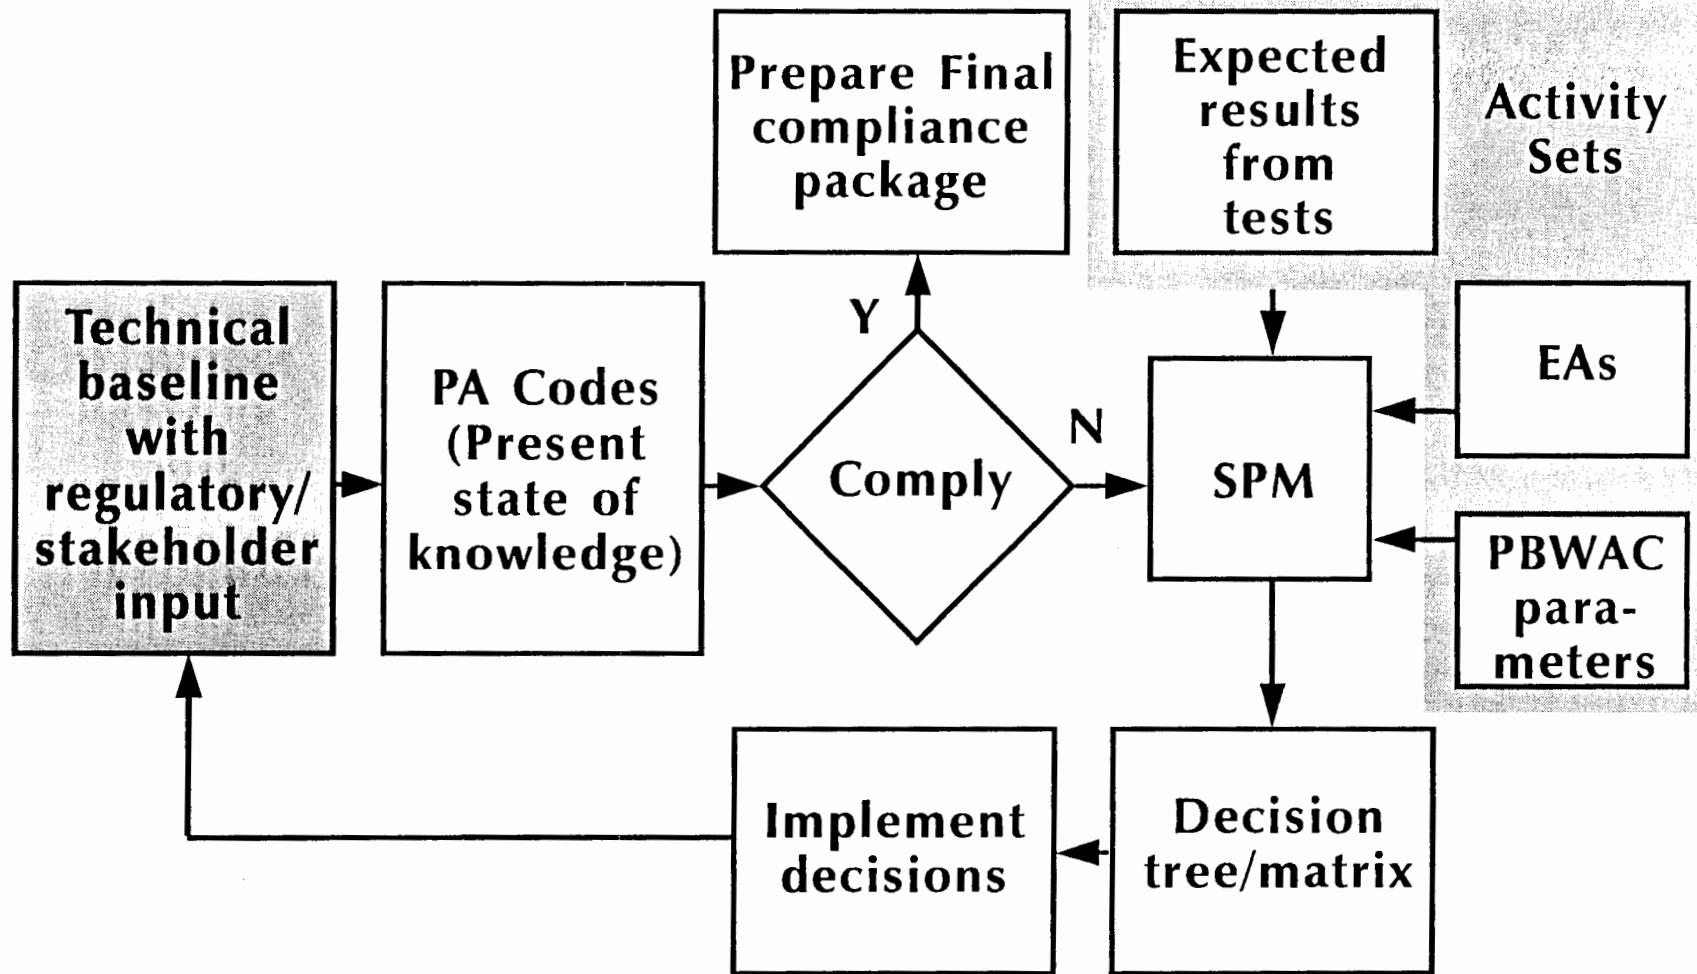 Prepare Final
compliance
package
Expected
results
from
tests
Activity
Sets
Technical
baseline
with
regulatory/
stakeholder
input
PA Codes
(Present
state of
knowledge)
Y
Comply
N
SPM
EAs
PBWAC
para-
meters
Implement
decisions
Decision
tree/matrix